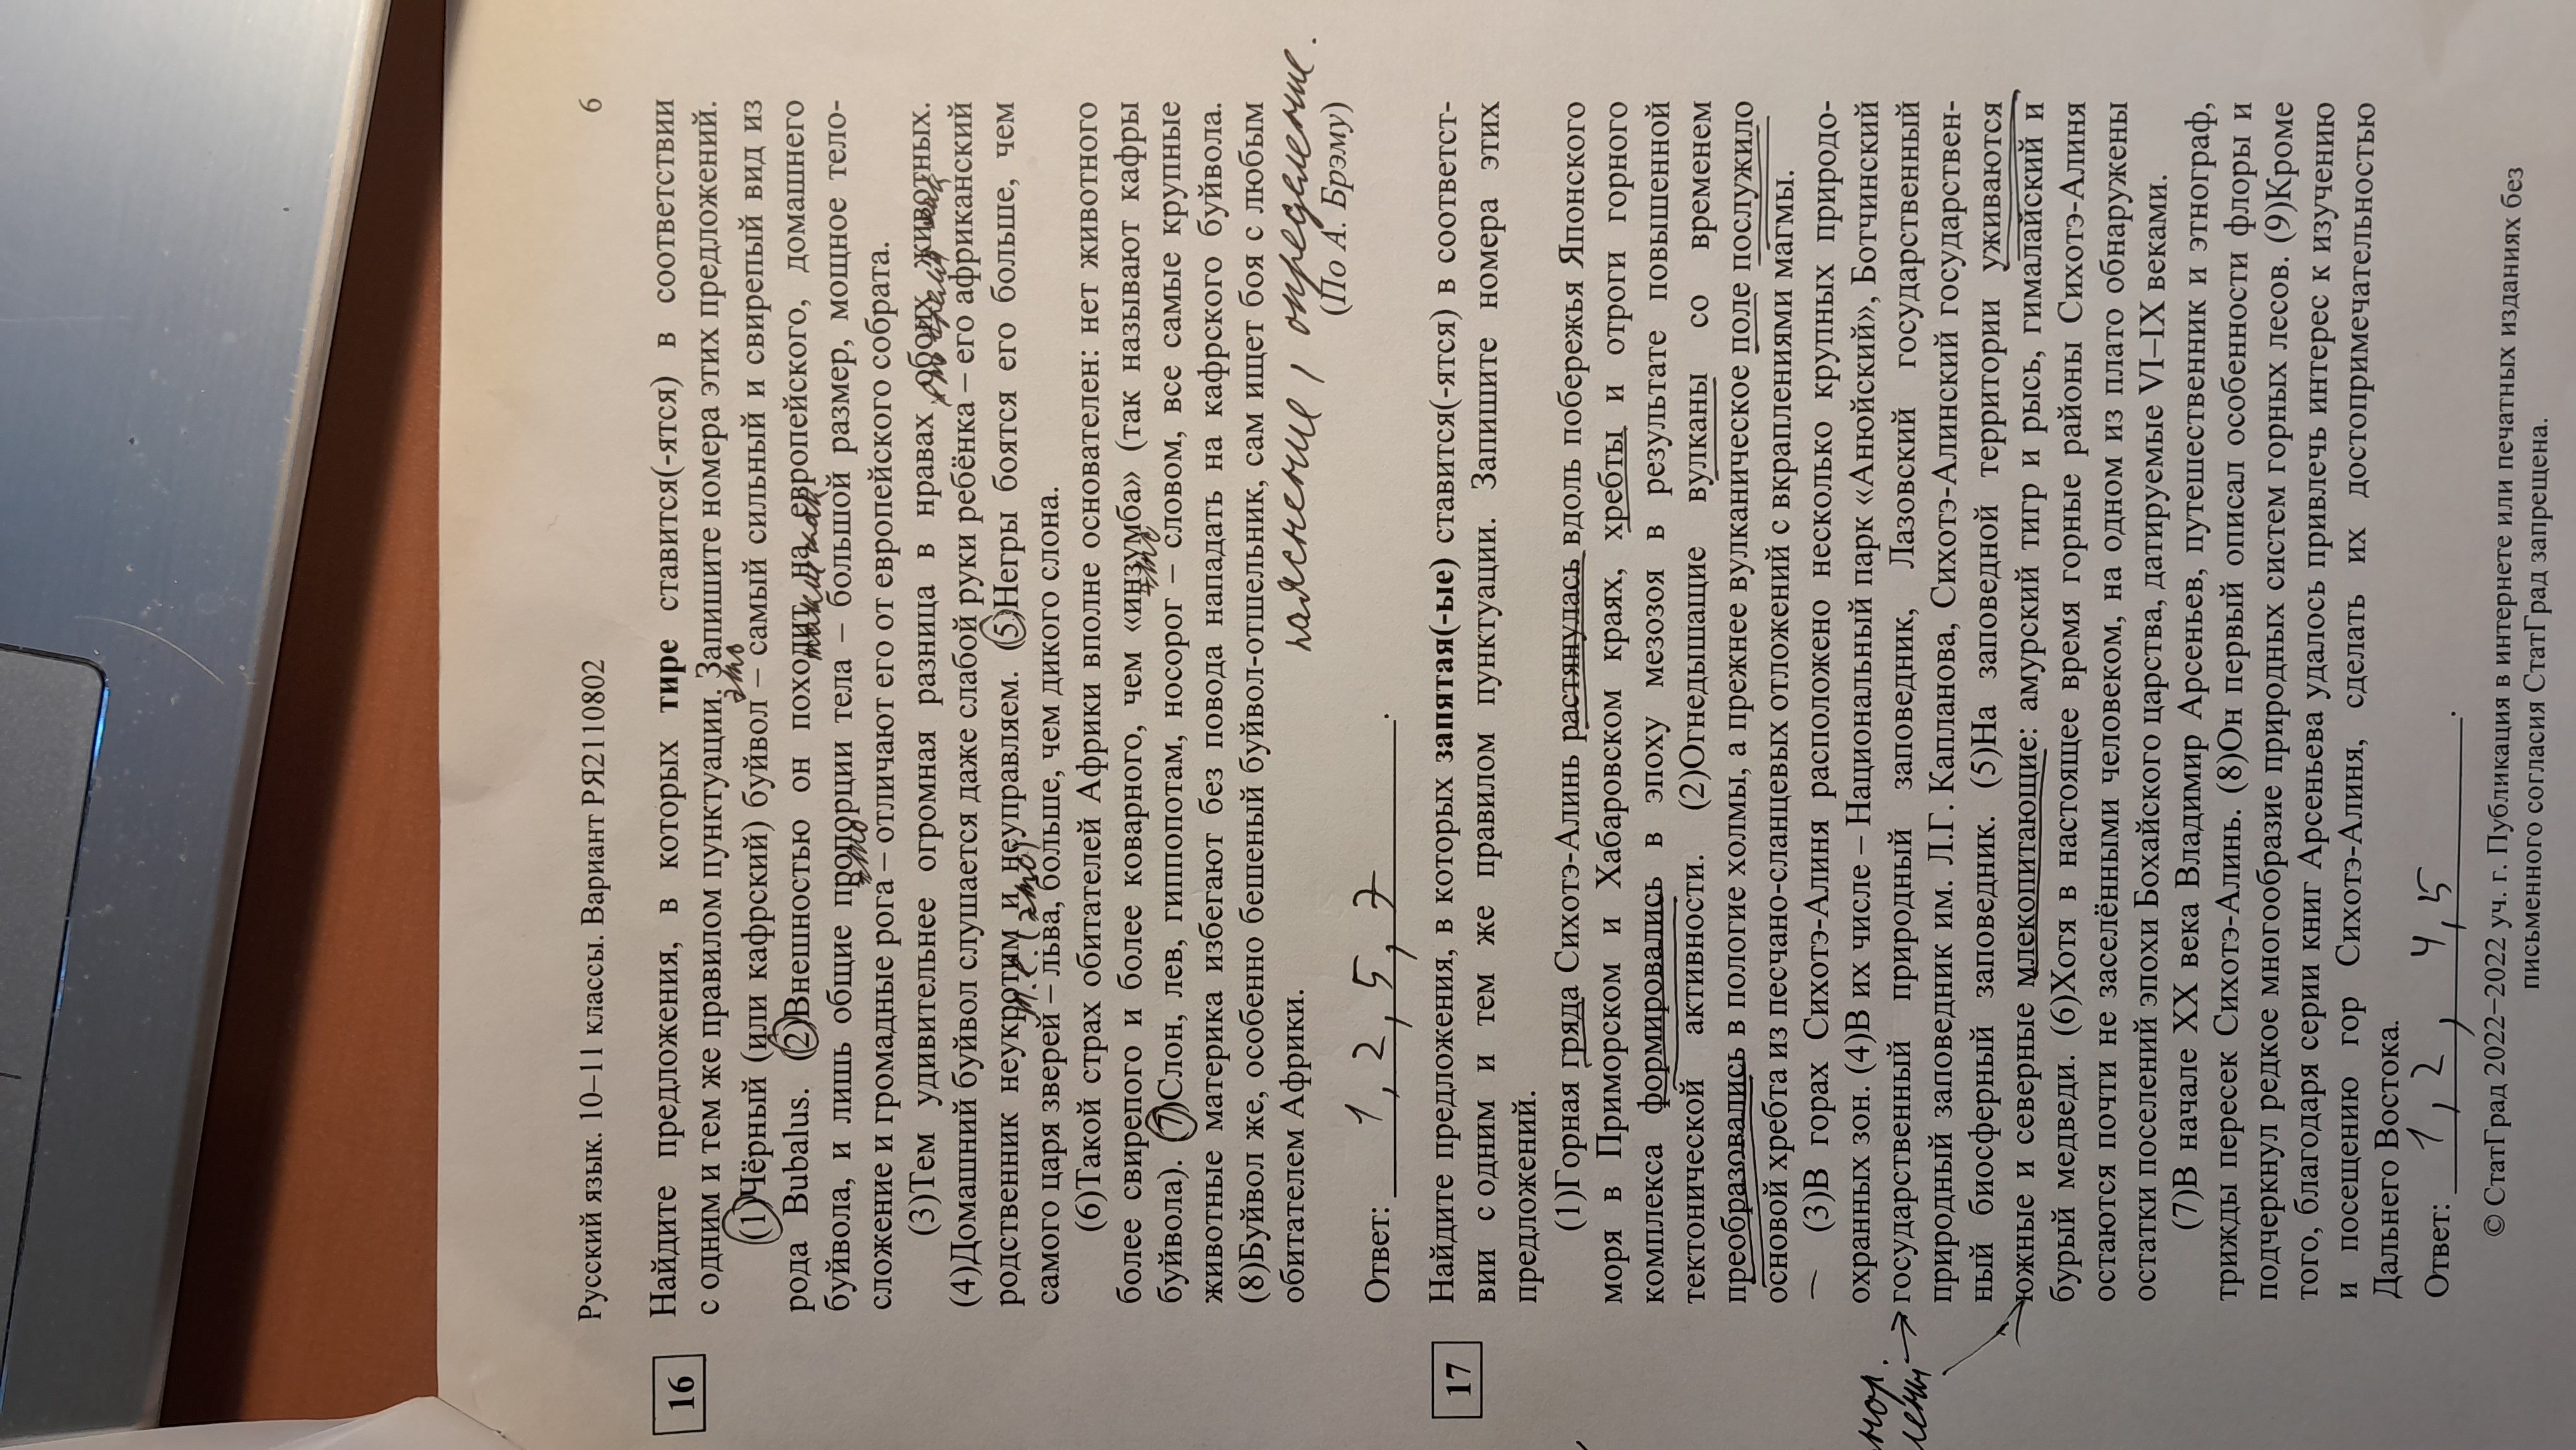 Русский язык. 10–11 классы. Вариант РЯ2110802 6
16 Найдите предложения, в которых тире ставится(-ятся) в соответствии
с одним и тем же правилом пунктуации. Запишите номера этих предложений.
это
(1)Чёрный (или кафрский) буйвол – самый сильный и свирепый вид из
рода Bubalus. (2)Внешностью он походит на европейского, домашнего
такие как
буйвола, и лишь общие пропорции тела – большой размер, мощное тело-
это
сложение и громадные рога – отличают его от европейского собрата.
(3)Тем удивительнее огромная разница в нравах обоих животных.
время как
(4)Домашний буйвол слушается даже слабой руки ребёнка – его африканский
родственник неукротим и неуправляем. (5)Негры боятся его больше, чем
т.е. (это)
самого царя зверей – льва, больше, чем дикого слона.
(6)Такой страх обитателей Африки вполне основателен: нет животного
более свирепого и более коварного, чем «инзумба» (так называют кафры
это
буйвола). (7)Слон, лев, гиппопотам, носорог – словом, все самые крупные
животные материка избегают без повода нападать на кафрского буйвола.
(8)Буйвол же, особенно бешеный буйвол-отшельник, сам ищет боя с любым
обитателем Африки.
паяснение, определение.
(По А. Брэму)
Ответ: 1, 2, 5, 7 .
17 Найдите предложения, в которых запятая(-ые) ставится(-ятся) в соответст-
вии с одним и тем же правилом пунктуации. Запишите номера этих
предложений.
(1)Горная гряда Сихотэ-Алинь растянулась вдоль побережья Японского
моря в Приморском и Хабаровском краях, хребты и отроги горного
комплекса формировались в эпоху мезозоя в результате повышенной
тектонической активности. (2)Огнедышащие вулканы со временем
преобразовались в пологие холмы, а прежнее вулканическое поле послужило
основой хребта из песчано-сланцевых отложений с вкраплениями магмы.
(3)В горах Сихотэ-Алиня расположено несколько крупных природо-
охранных зон. (4)В их числе – Национальный парк «Анюйский», Ботчинский
государственный природный заповедник, Лазовский государственный
природный заповедник им. Л.Г. Капланова, Сихотэ-Алинский государствен-
ный биосферный заповедник. (5)На заповедной территории уживаются
южные и северные млекопитающие: амурский тигр и рысь, гималайский и
бурый медведи. (6)Хотя в настоящее время горные районы Сихотэ-Алиня
остаются почти не заселёнными человеком, на одном из плато обнаружены
остатки поселений эпохи Бохайского царства, датируемые VI–IX веками.
(7)В начале XX века Владимир Арсеньев, путешественник и этнограф,
трижды пересек Сихотэ-Алинь. (8)Он первый описал особенности флоры и
подчеркнул редкое многообразие природных систем горных лесов. (9)Кроме
того, благодаря серии книг Арсеньева удалось привлечь интерес к изучению
и посещению гор Сихотэ-Алиня, сделать их достопримечательностью
Дальнего Востока.
Ответ: 1, 2, 4, 5 .
© СтатГрад 2022−2022 уч. г. Публикация в интернете или печатных изданиях без
письменного согласия СтатГрад запрещена.